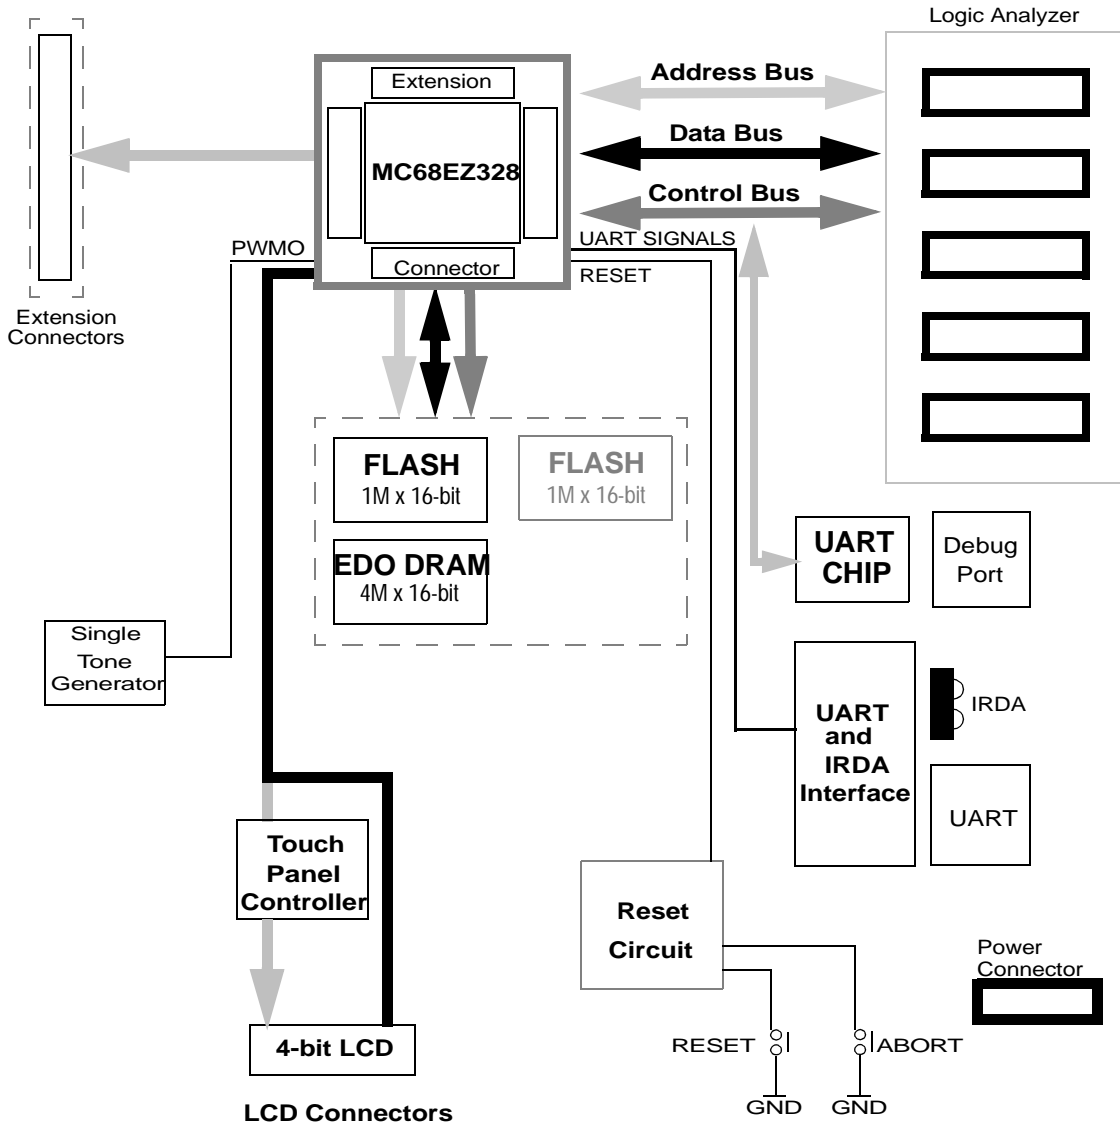 Logic Analyzer
Extension
Address Bus
Data Bus
MC68EZ328
Control Bus
PWMO
UART SIGNALS
Connector
RESET
Extension
Connectors
FLASH
1M x 16-bit
FLASH
1M x 16-bit
EDO DRAM
4M x 16-bit
UART
CHIP
Debug
Port
Single
Tone
Generator
UART
and
IRDA
Interface
IRDA
UART
Touch
Panel
Controller
Reset
Circuit
Power
Connector
4-bit LCD
RESET
ABORT
GND
GND
LCD Connectors